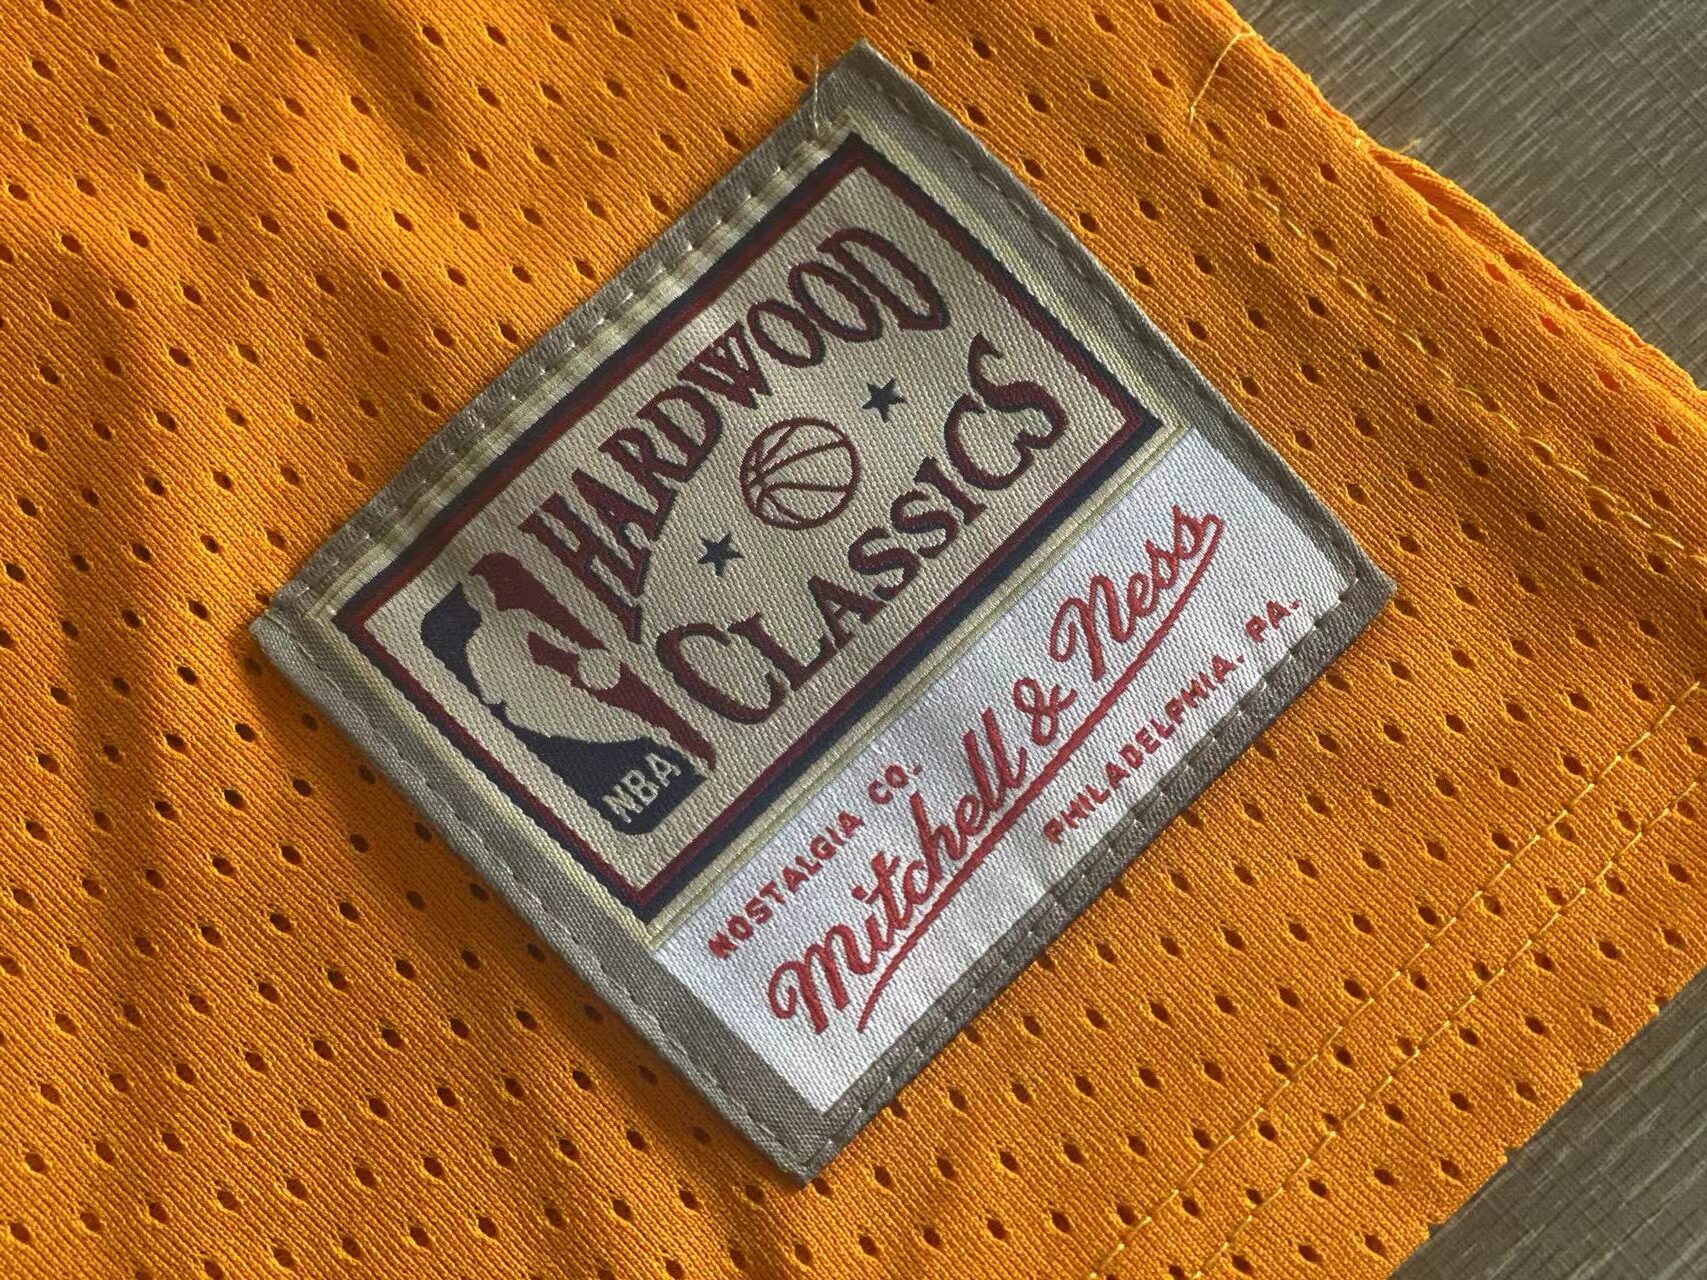 HARDWOOD
CLASSICS
NBA
NOSTALGIA CO.
Mitchell & Ness
PHILADELPHIA. PA.